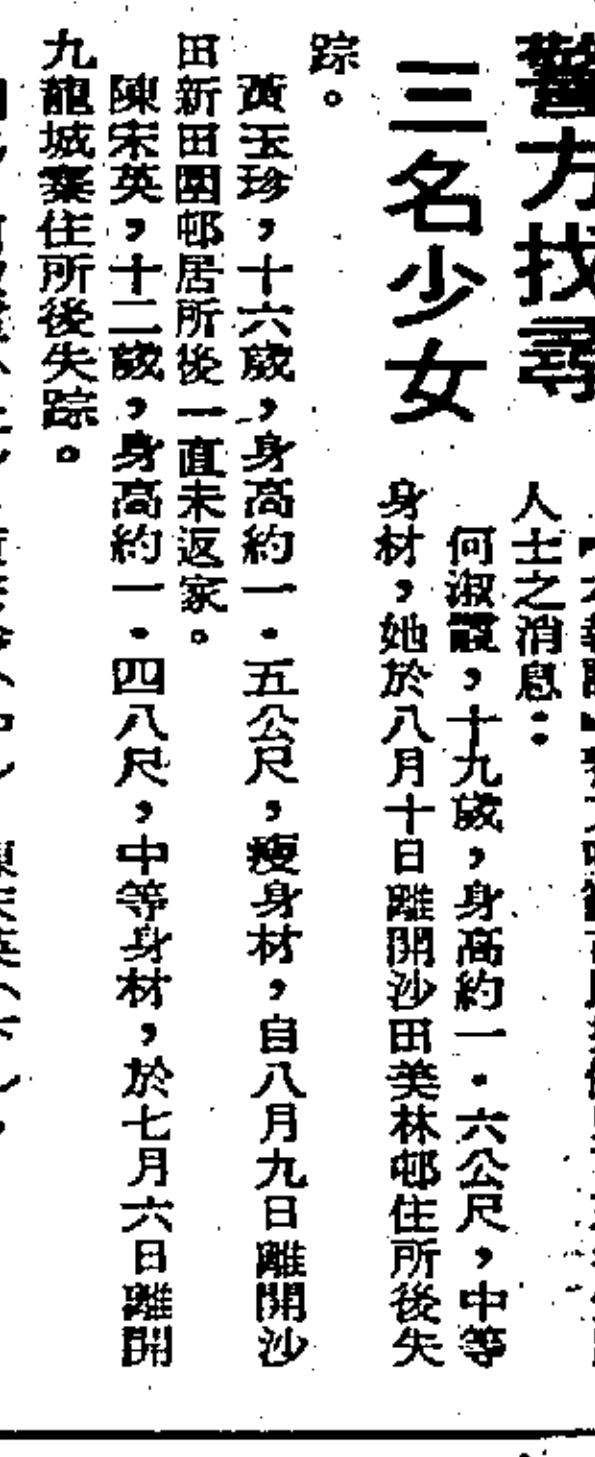 警方找尋
三名少女
人士之消息：
何淑霞，十九歲，身高約一．六公尺，中等
身材，她於八月十日離開沙田美林邨住所後失
踪。
黃玉珍，十六歲，身高約一．五公尺，瘦身材，自八月九日離開沙
田新田圍邨居所後一直未返家。
陳宋英，十二歲，身高約一．四八尺，中等身材，於七月六日離開
九龍城寨住所後失踪。